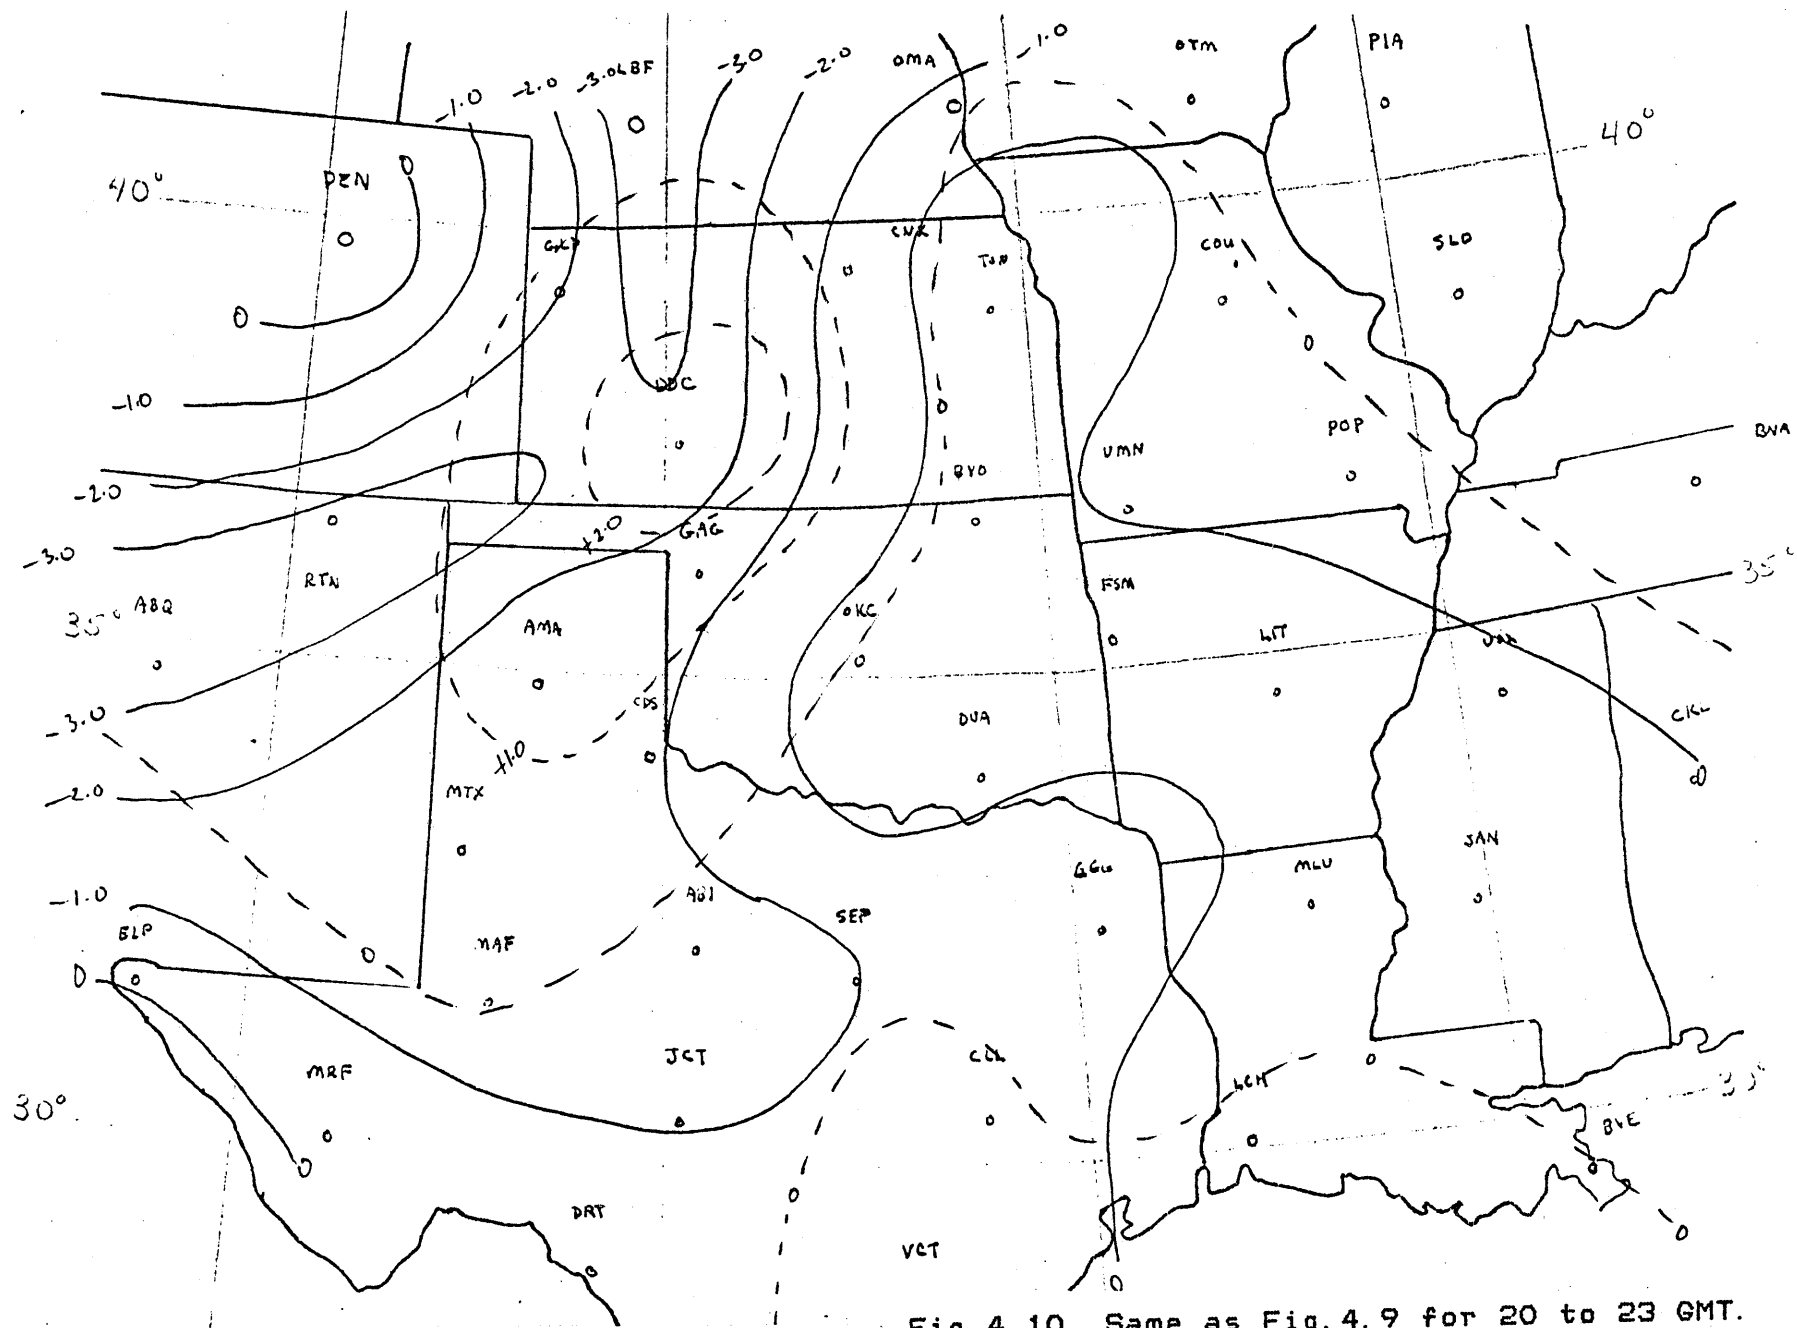 -1.0
OTM
PIA
OMA
-3.0
-2.0
-1.0
-2.0
-3.0
LBF
40°
40°
DEN
0
CNK
COU
SLO
TOP
0
0
DDC
-1.0
0
POP
BVA
UMN
BVO
-2.0
+2.0
GAG
-3.0
RTN
FSM
35°
ABQ
35°
OKC
AMA
LIT
CDS
DUA
CKL
-3.0
+1.0
0
MTX
-2.0
JAN
GGG
MLU
ABI
-1.0
SEP
ELP
MAF
0
0
JCT
MRF
LCH
30°
BVE
0
0
DRT
0
VCT
0
Fig. 4.10 Same as Fig. 4.9 for 20 to 23 GMT.